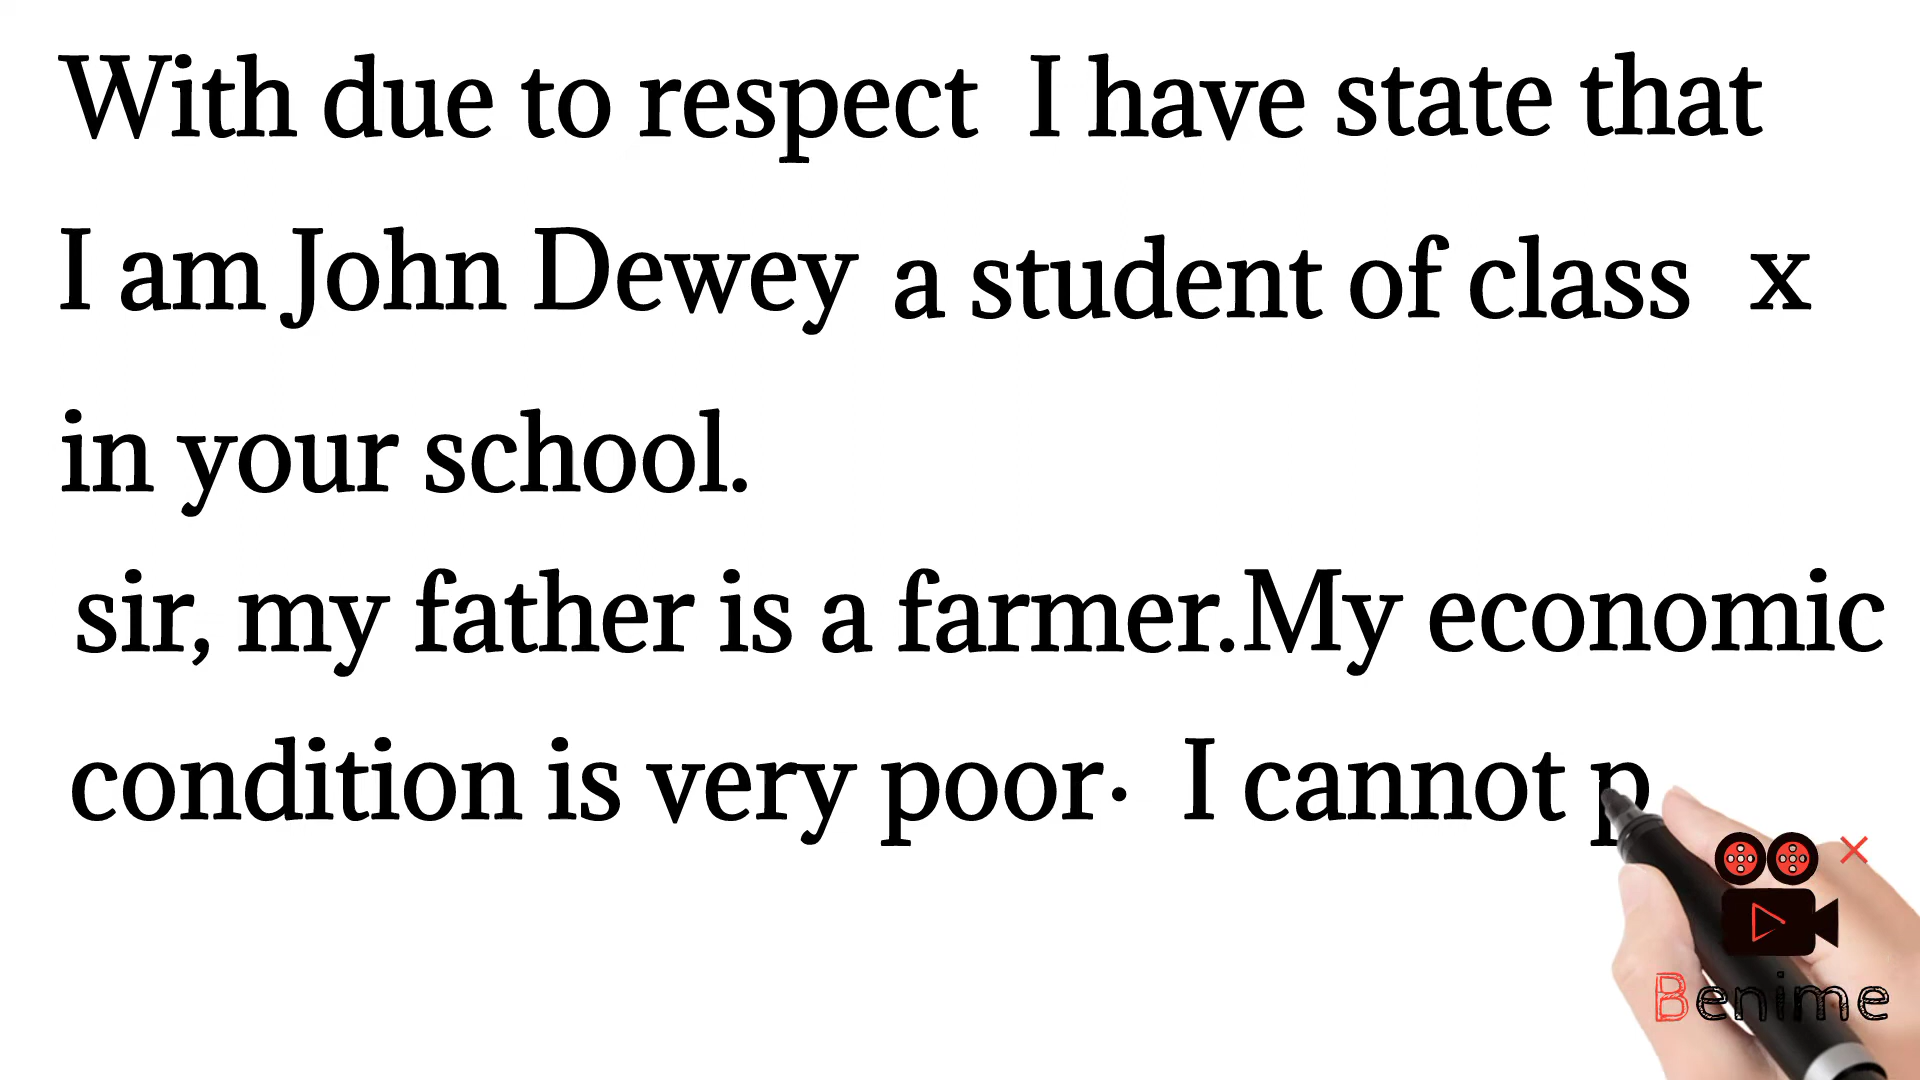 With due to respect I have state that
I am John Dewey a student of class x
in your school.
sir, my father is a farmer.My economic
condition is very poor. I cannot p
Benime